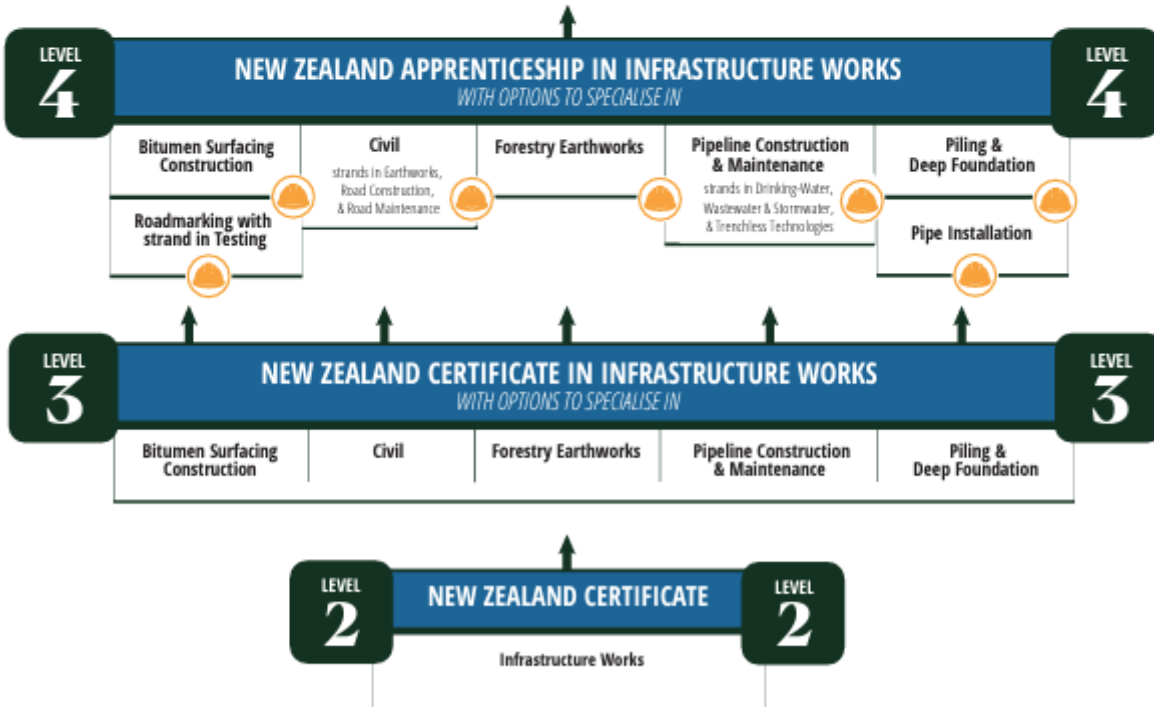 LEVEL
4
NEW ZEALAND APPRENTICESHIP IN INFRASTRUCTURE WORKS
WITH OPTIONS TO SPECIALISE IN
LEVEL
4
Bitumen Surfacing
Construction
Roadmarking with
strand in Testing
Civil
strands in Earthworks,
Road Construction,
& Road Maintenance
Forestry Earthworks
Pipeline Construction
& Maintenance
strands in Drinking-Water,
Wastewater & Stormwater,
& Trenchless Technologies
Piling &
Deep Foundation
Pipe Installation
LEVEL
3
NEW ZEALAND CERTIFICATE IN INFRASTRUCTURE WORKS
WITH OPTIONS TO SPECIALISE IN
LEVEL
3
Bitumen Surfacing
Construction
Civil
Forestry Earthworks
Pipeline Construction
& Maintenance
Piling &
Deep Foundation
LEVEL
2
NEW ZEALAND CERTIFICATE
LEVEL
2
Infrastructure Works